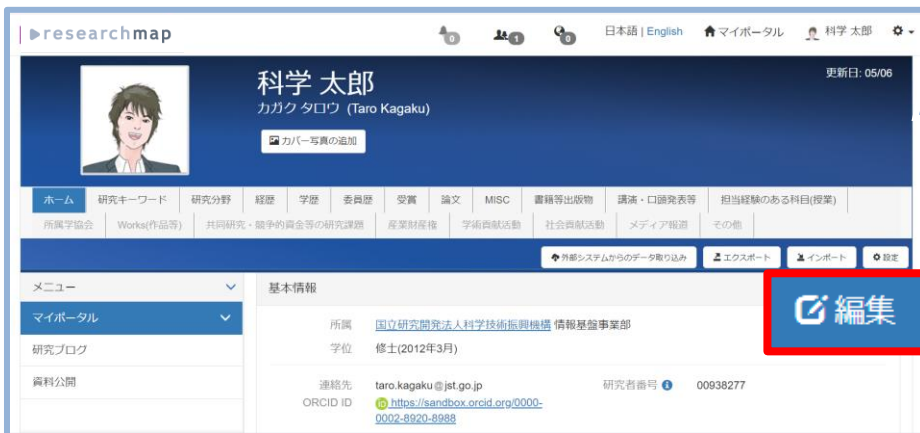 researchmap
0 1 0 日本語 | English マイポータル 科学 太郎
科学 太郎
更新日: 05/06
カガク タロウ (Taro Kagaku)
カバー写真の追加
ホーム 研究キーワード 研究分野 経歴 学歴 委員歴 受賞 論文 MISC 書籍等出版物 講演・口頭発表等 担当経験のある科目(授業)
所属学協会 Works(作品等) 共同研究・競争的資金等の研究課題 産業財産権 学術貢献活動 社会貢献活動 メディア報道 その他
外部システムからのデータ取り込み エクスポート インポート 設定
メニュー
基本情報
編集
マイポータル
所属 国立研究開発法人科学技術振興機構 情報基盤事業部
研究ブログ
学位 修士(2012年3月)
資料公開
連絡先 taro.kagaku@jst.go.jp 研究者番号 00938277
ORCID ID https://sandbox.orcid.org/0000-
0002-8920-8988